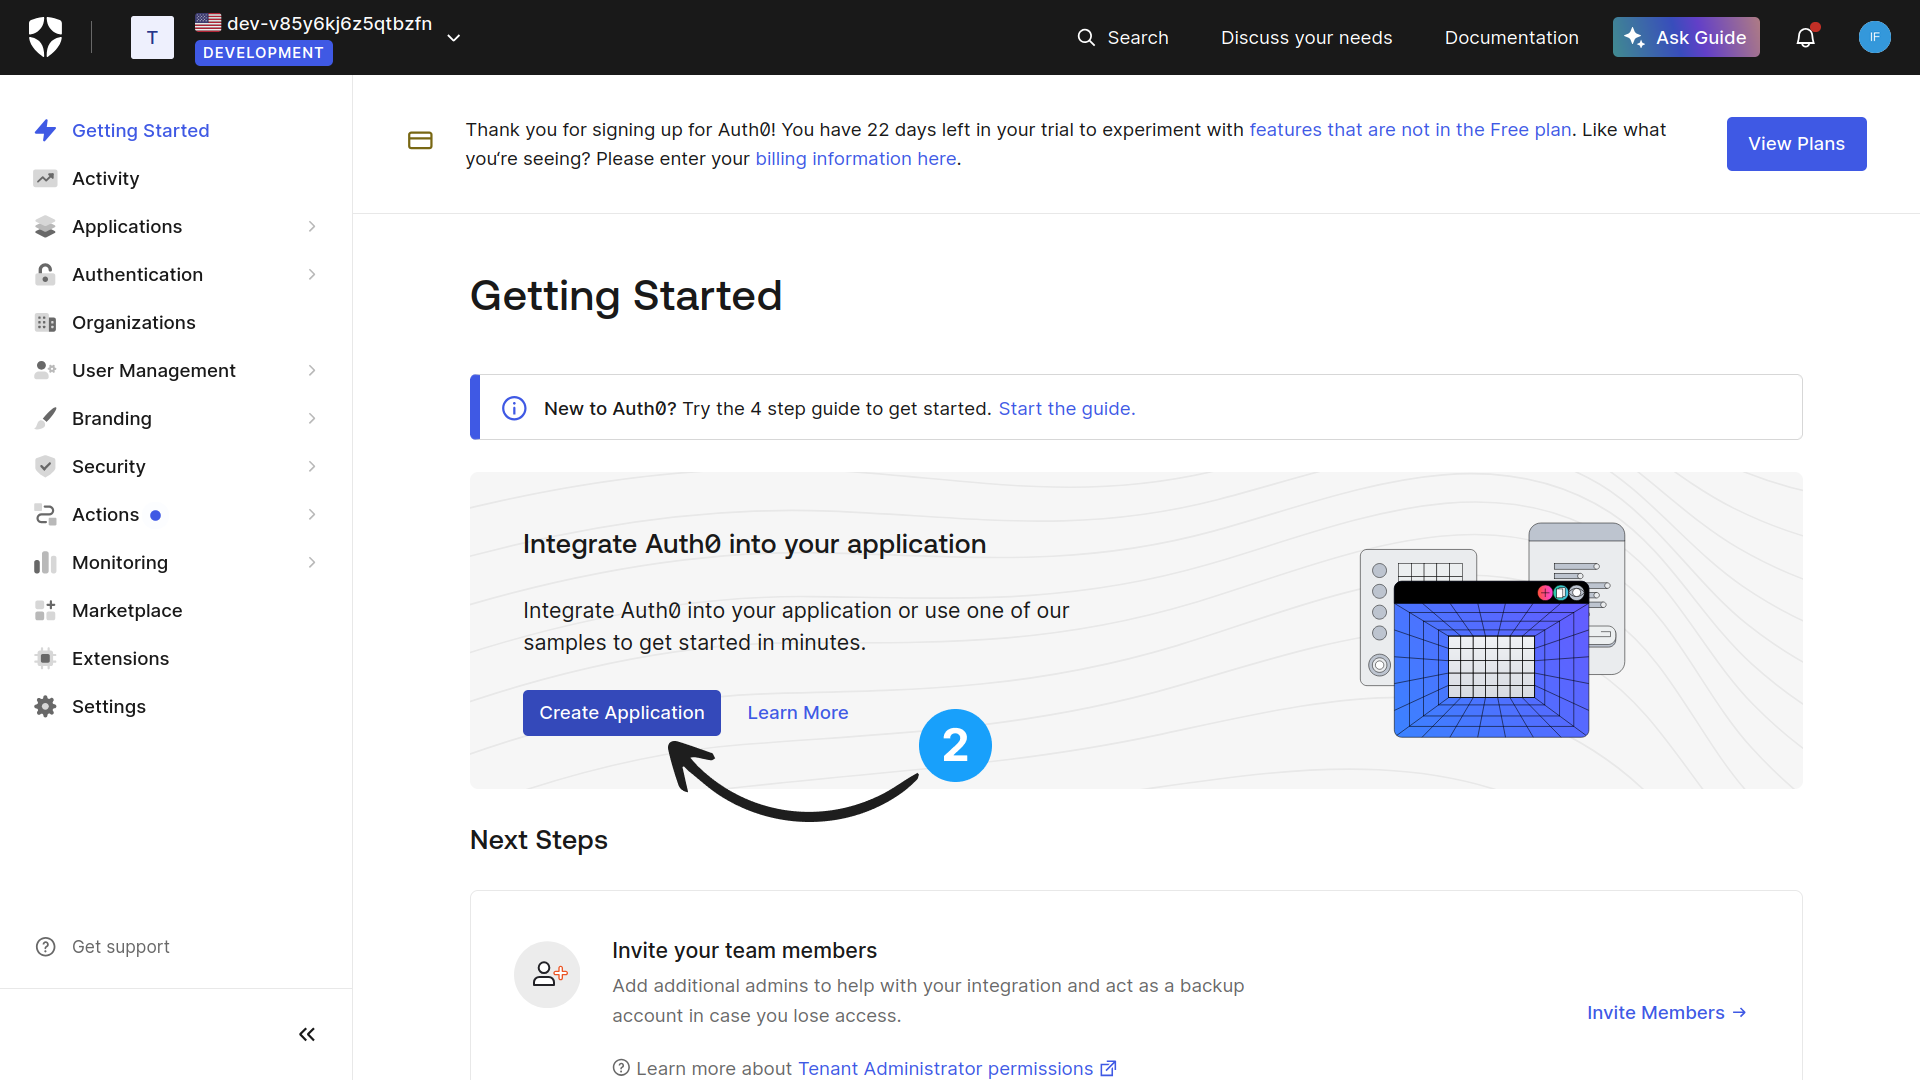 T
dev-v85y6kj6z5qtbzfn
DEVELOPMENT
Search
Discuss your needs
Documentation
Ask Guide
IF
Getting Started
Activity
Applications
Authentication
Organizations
User Management
Branding
Security
Actions
Monitoring
Marketplace
Extensions
Settings
Get support
Thank you for signing up for Auth0! You have 22 days left in your trial to experiment with features that are not in the Free plan. Like what
you're seeing? Please enter your billing information here.
View Plans
Getting Started
New to Auth0? Try the 4 step guide to get started. Start the guide.
Integrate Auth0 into your application
Integrate Auth0 into your application or use one of our
samples to get started in minutes.
Create Application
Learn More
2
Next Steps
Invite your team members
Add additional admins to help with your integration and act as a backup
account in case you lose access.
Invite Members →
Learn more about Tenant Administrator permissions